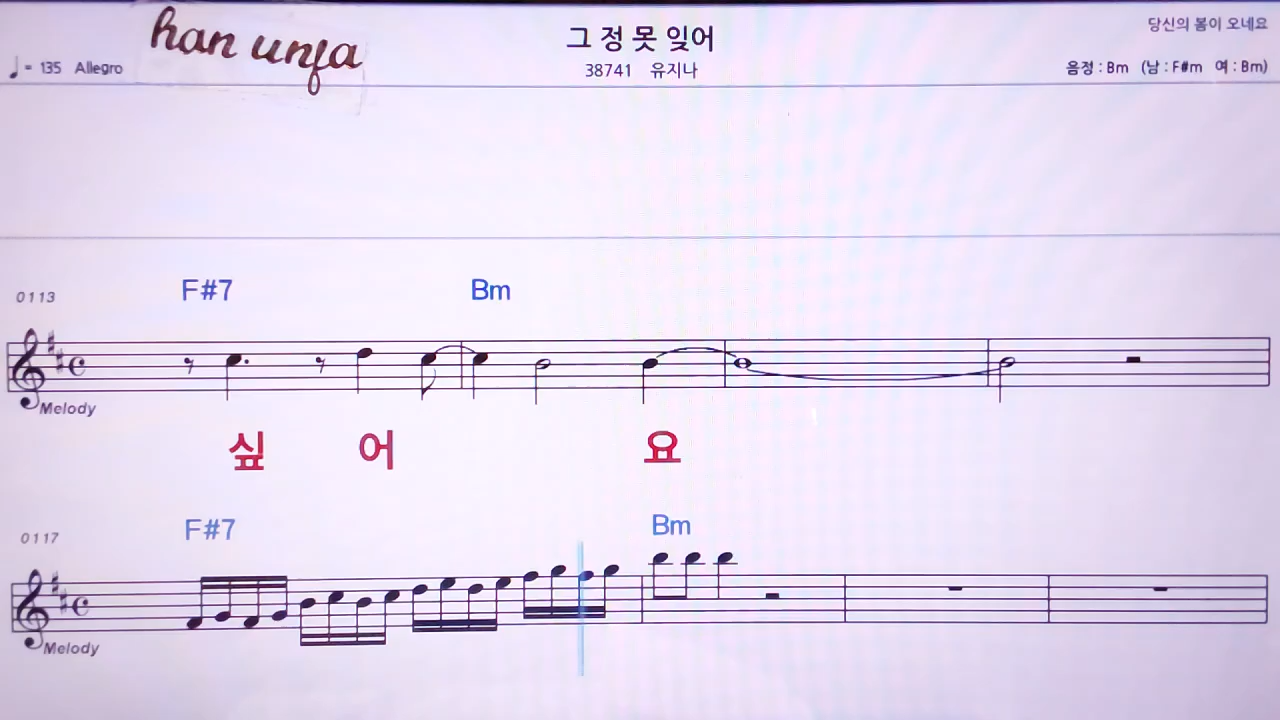 han unfa
그 정 못 잊어
당신의 봄이 오네요
♩= 135 Allegro
38741 유지나
음정 : Bm (남 : F#m 여 : Bm)
0113
F#7 Bm
Melody
싶 어 요
0117
F#7 Bm
Melody